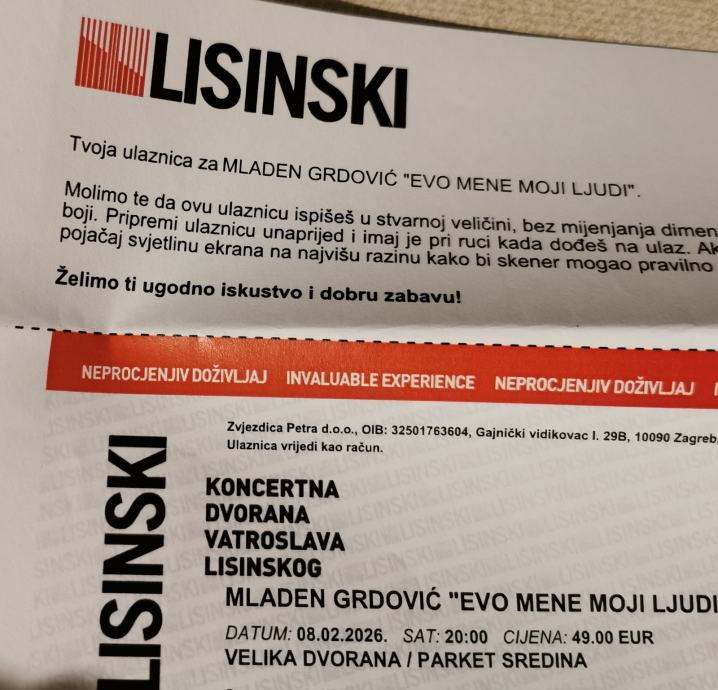 LISINSKI
Tvoja ulaznica za MLADEN GRDOVIĆ "EVO MENE MOJI LJUDI".
Molimo te da ovu ulaznicu ispišeš u stvarnoj veličini, bez mijenjanja
boji. Pripremi ulaznicu unaprijed i imaj je pri ruci kada dođeš na ulaz.
pojačaj svjetlinu ekrana na najvišu razinu kako bi skener mogao pravilno
Želimo ti ugodno iskustvo i dobru zabavu!
NEPROCJENJIV DOŽIVLJAJ INVALUABLE EXPERIENCE NEPROCJENJIV DOŽIVLJAJ
Zvjezdica Petra d.o.o., OIB: 32501763604, Gajnički vidikovac I. 29B, 10090 Zagreb
Ulaznica vrijedi kao račun.
LISINSKI
KONCERTNA
DVORANA
VATROSLAVA
LISINSKOG
MLADEN GRDOVIĆ "EVO MENE MOJI LJUDI
DATUM: 08.02.2026. SAT: 20:00 CIJENA: 49.00 EUR
VELIKA DVORANA / PARKET SREDINA